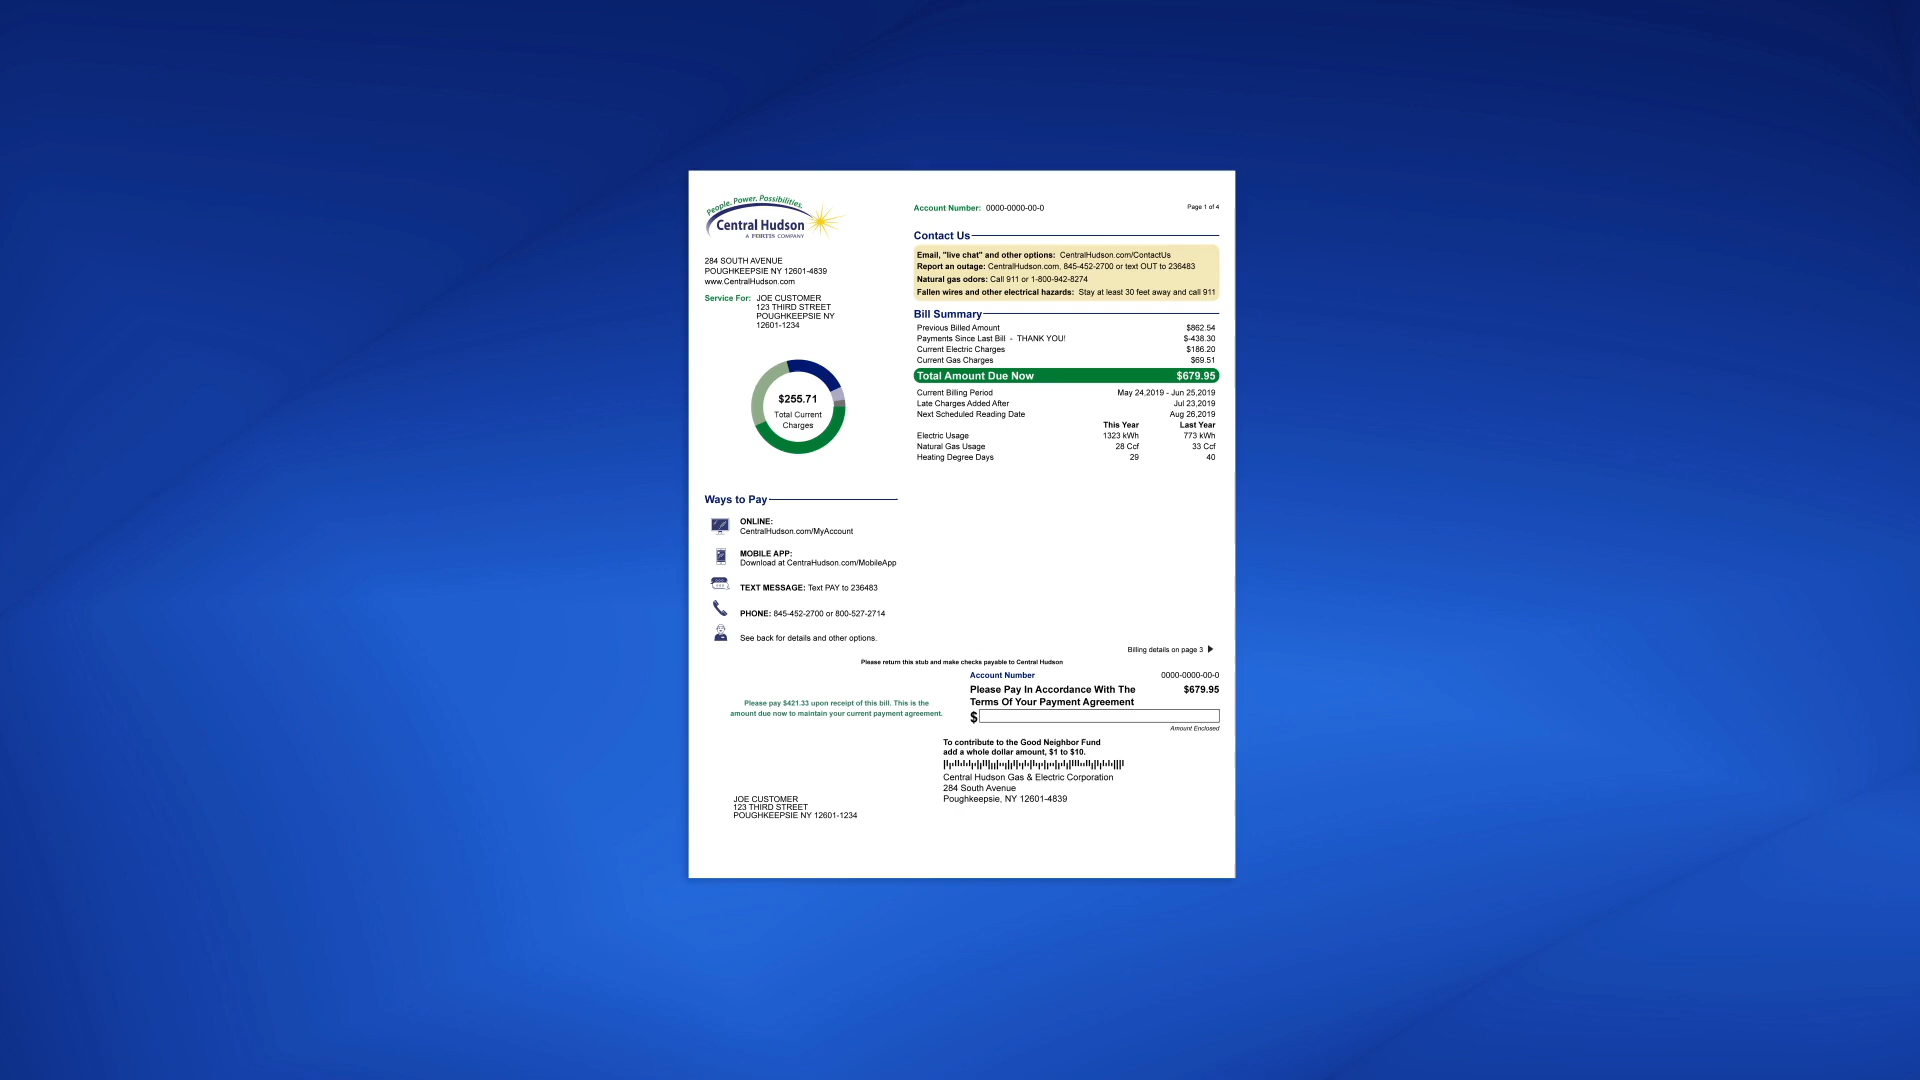 People. Power. Possibilities.
Central Hudson
A FORTIS COMPANY
284 SOUTH AVENUE
POUGHKEEPSIE NY 12601-4839
www.CentralHudson.com
Service For: JOE CUSTOMER
123 THIRD STREET
POUGHKEEPSIE NY
12601-1234
$255.71
Total Current
Charges
Account Number: 0000-0000-00-0
Page 1 of 4
Contact Us
Email, "live chat" and other options: CentralHudson.com/ContactUs
Report an outage: CentralHudson.com, 845-452-2700 or text OUT to 236483
Natural gas odors: Call 911 or 1-800-942-8274
Fallen wires and other electrical hazards: Stay at least 30 feet away and call 911
Bill Summary
Previous Billed Amount $862.54
Payments Since Last Bill - THANK YOU! $-438.30
Current Electric Charges $186.20
Current Gas Charges $69.51
Total Amount Due Now $679.95
Current Billing Period May 24,2019 - Jun 25,2019
Late Charges Added After Jul 23,2019
Next Scheduled Reading Date Aug 26,2019
This Year Last Year
Electric Usage 1323 kWh 773 kWh
Natural Gas Usage 28 Ccf 33 Ccf
Heating Degree Days 29 40
Ways to Pay
ONLINE:
CentralHudson.com/MyAccount
MOBILE APP:
Download at CentraHudson.com/MobileApp
TEXT MESSAGE: Text PAY to 236483
PHONE: 845-452-2700 or 800-527-2714
See back for details and other options.
Billing details on page 3
Please return this stub and make checks payable to Central Hudson
Account Number 0000-0000-00-0
Please Pay In Accordance With The $679.95
Terms Of Your Payment Agreement
Please pay $421.33 upon receipt of this bill. This is the
amount due now to maintain your current payment agreement.
$
Amount Enclosed
To contribute to the Good Neighbor Fund
add a whole dollar amount, $1 to $10.
Central Hudson Gas & Electric Corporation
284 South Avenue
Poughkeepsie, NY 12601-4839
JOE CUSTOMER
123 THIRD STREET
POUGHKEEPSIE NY 12601-1234